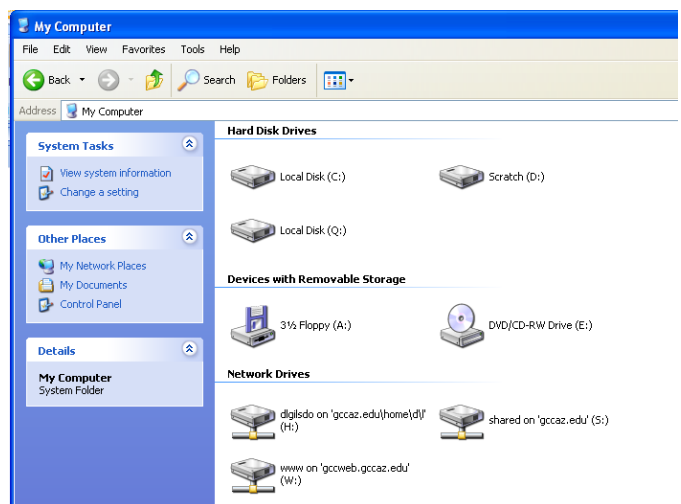 My Computer
File Edit View Favorites Tools Help
Back Search Folders
Address My Computer
System Tasks
View system information
Change a setting
Other Places
My Network Places
My Documents
Control Panel
Details
My Computer
System Folder
Hard Disk Drives
Local Disk (C:) Scratch (D:)
Local Disk (Q:)
Devices with Removable Storage
3½ Floppy (A:) DVD/CD-RW Drive (E:)
Network Drives
dlgilsdo on 'gccaz.edu\home\d\l'
(H:)
shared on 'gccaz.edu' (S:)
www on 'gccweb.gccaz.edu'
(W:)